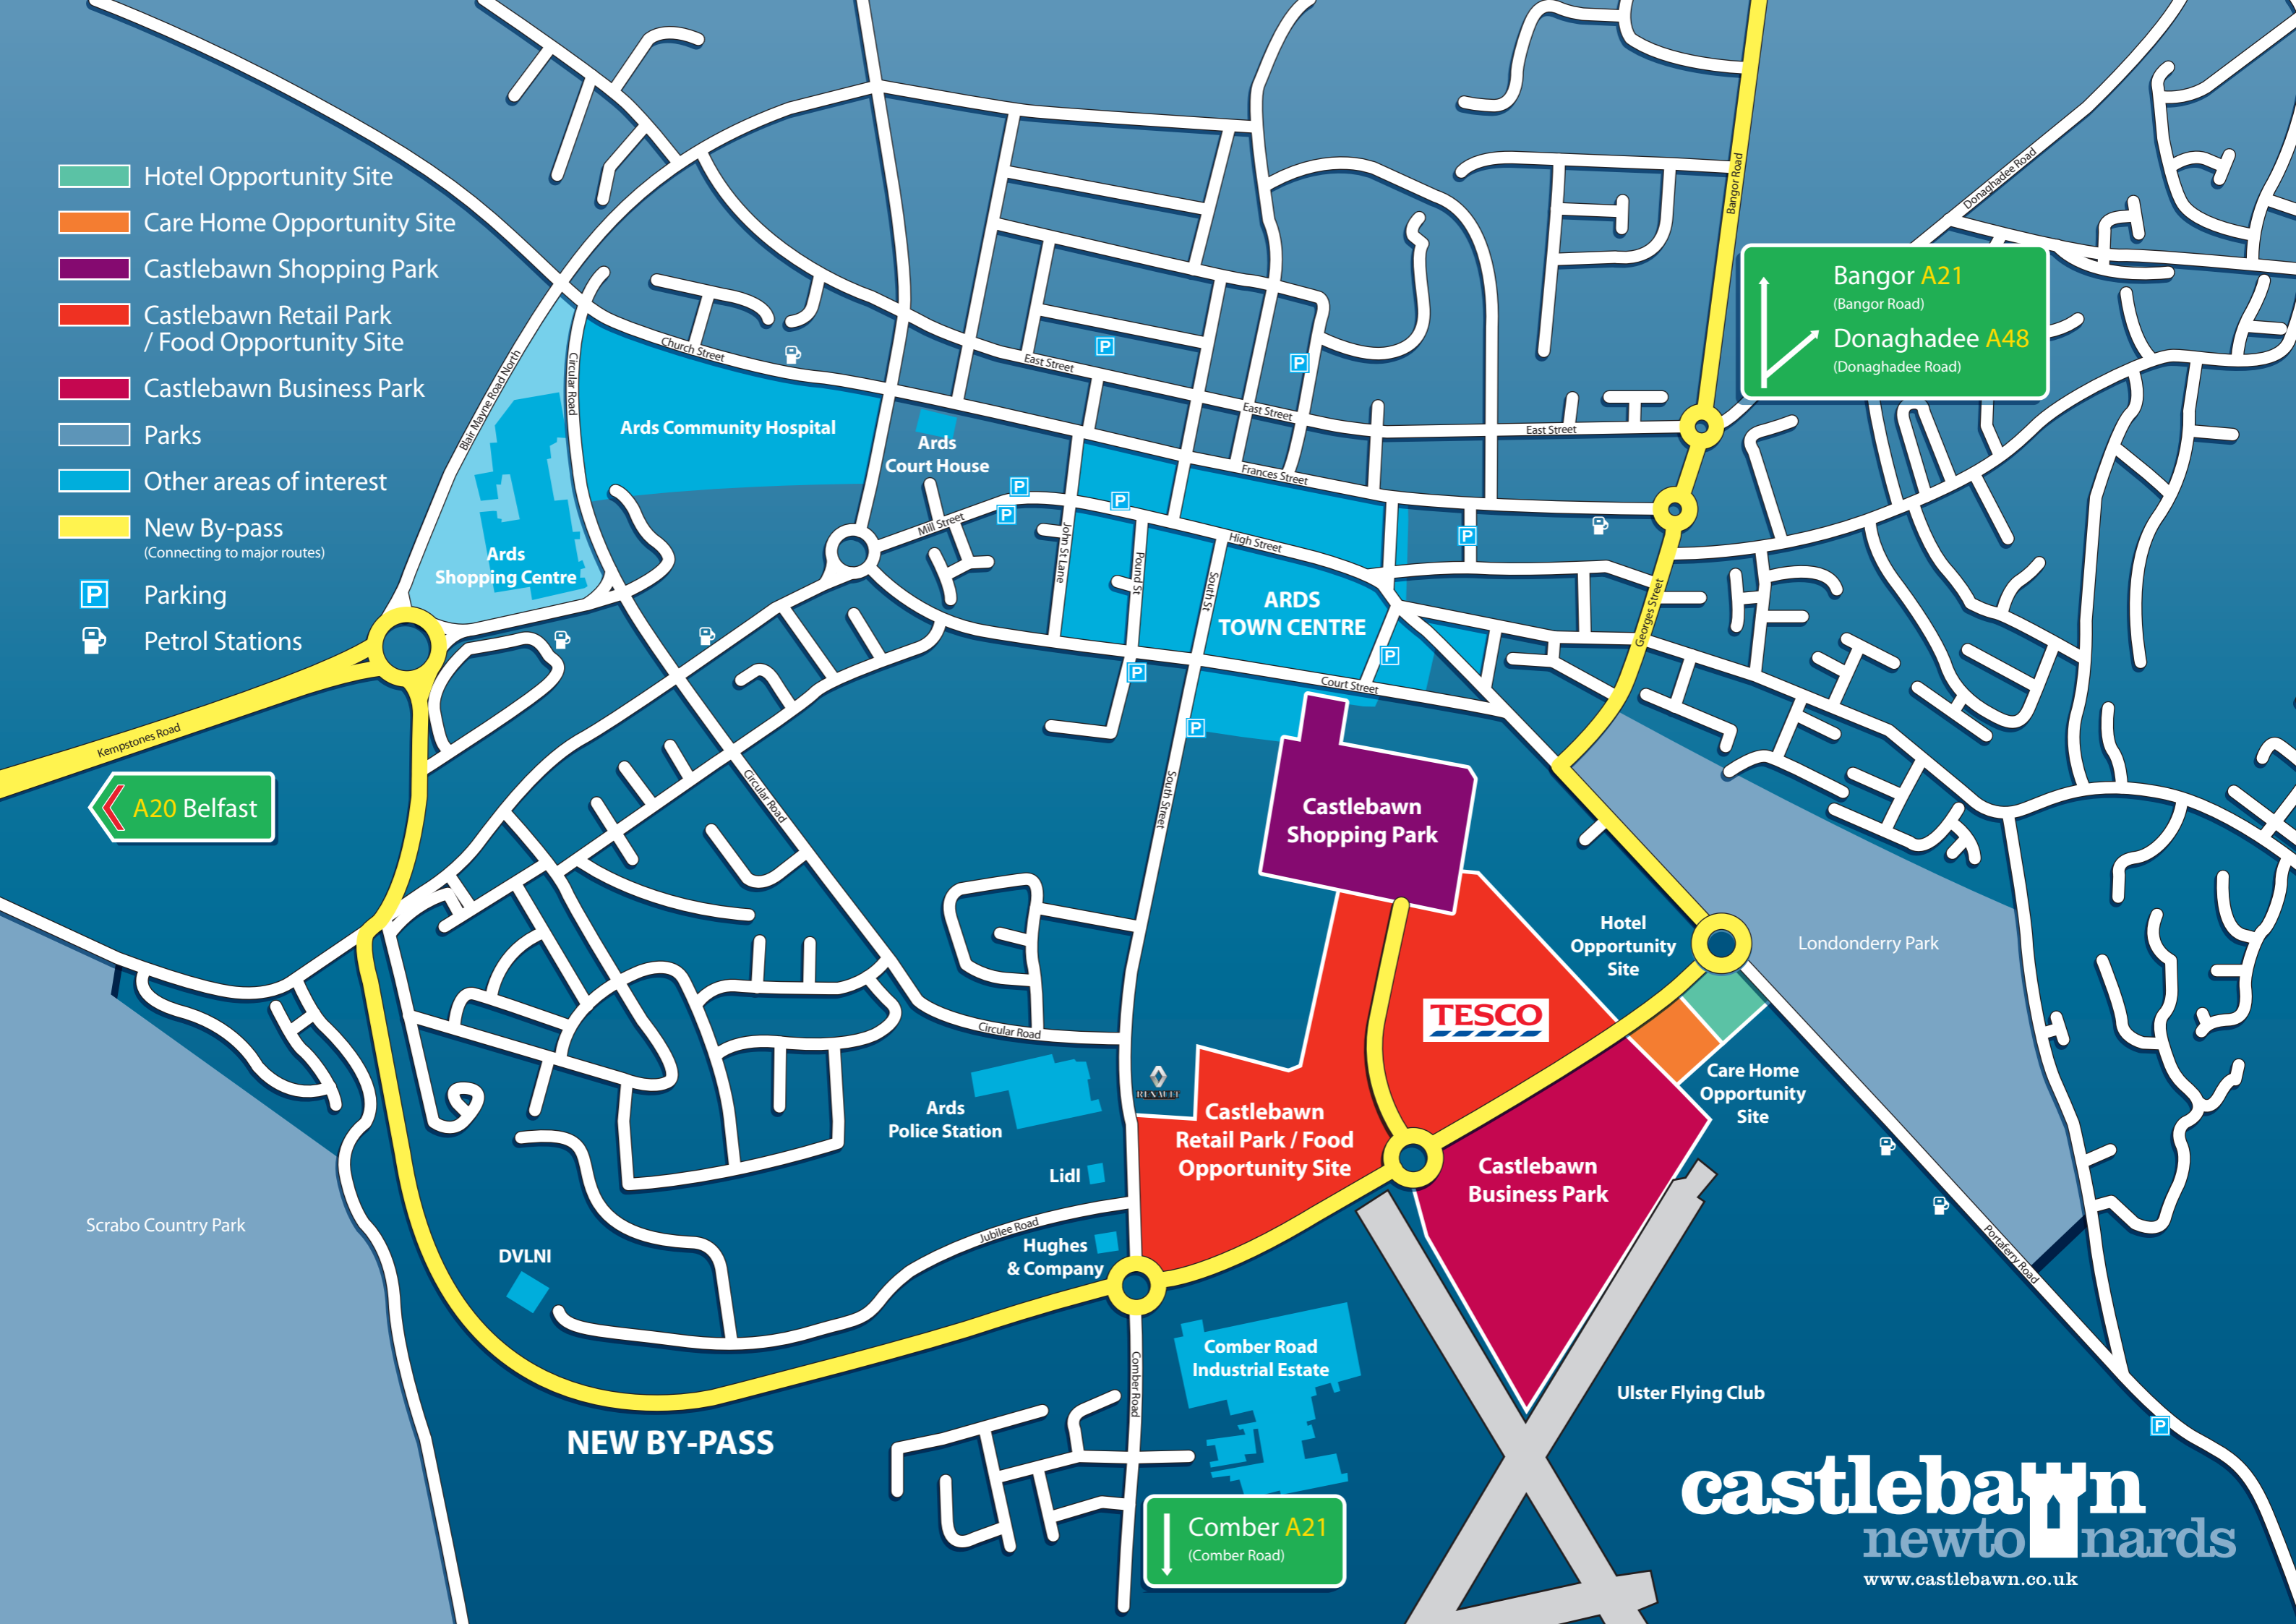 Hotel Opportunity Site
Care Home Opportunity Site
Castlebawn Shopping Park
Castlebawn Retail Park
/ Food Opportunity Site
Castlebawn Business Park
Parks
Other areas of interest
New By-pass
(Connecting to major routes)
P Parking
Petrol Stations
Bangor Road
Donaghadee Road
Bangor A21
(Bangor Road)
Donaghadee A48
(Donaghadee Road)
Church Street
Blair Mayne Road North
Circular Road
East Street
P
P
East Street
East Street
Ards Community Hospital
Ards
Court House
Frances Street
P
P
P
P
Mill Street
High Street
John St Lane
Pound St
South St
Ards
Shopping Centre
ARDS
TOWN CENTRE
Georges Street
P
P
Court Street
P
Kempstones Road
A20 Belfast
Circular Road
South Street
Castlebawn
Shopping Park
Hotel
Opportunity
Site
Londonderry Park
TESCO
Circular Road
RENAULT
Care Home
Opportunity
Site
Ards
Police Station
Castlebawn
Retail Park / Food
Opportunity Site
Castlebawn
Business Park
Lidl
Jubilee Road
Hughes
& Company
Scrabo Country Park
DVLNI
Portaferry Road
Comber Road
Comber Road
Industrial Estate
Ulster Flying Club
P
NEW BY-PASS
Comber A21
(Comber Road)
castlebawn
newtownards
www.castlebawn.co.uk